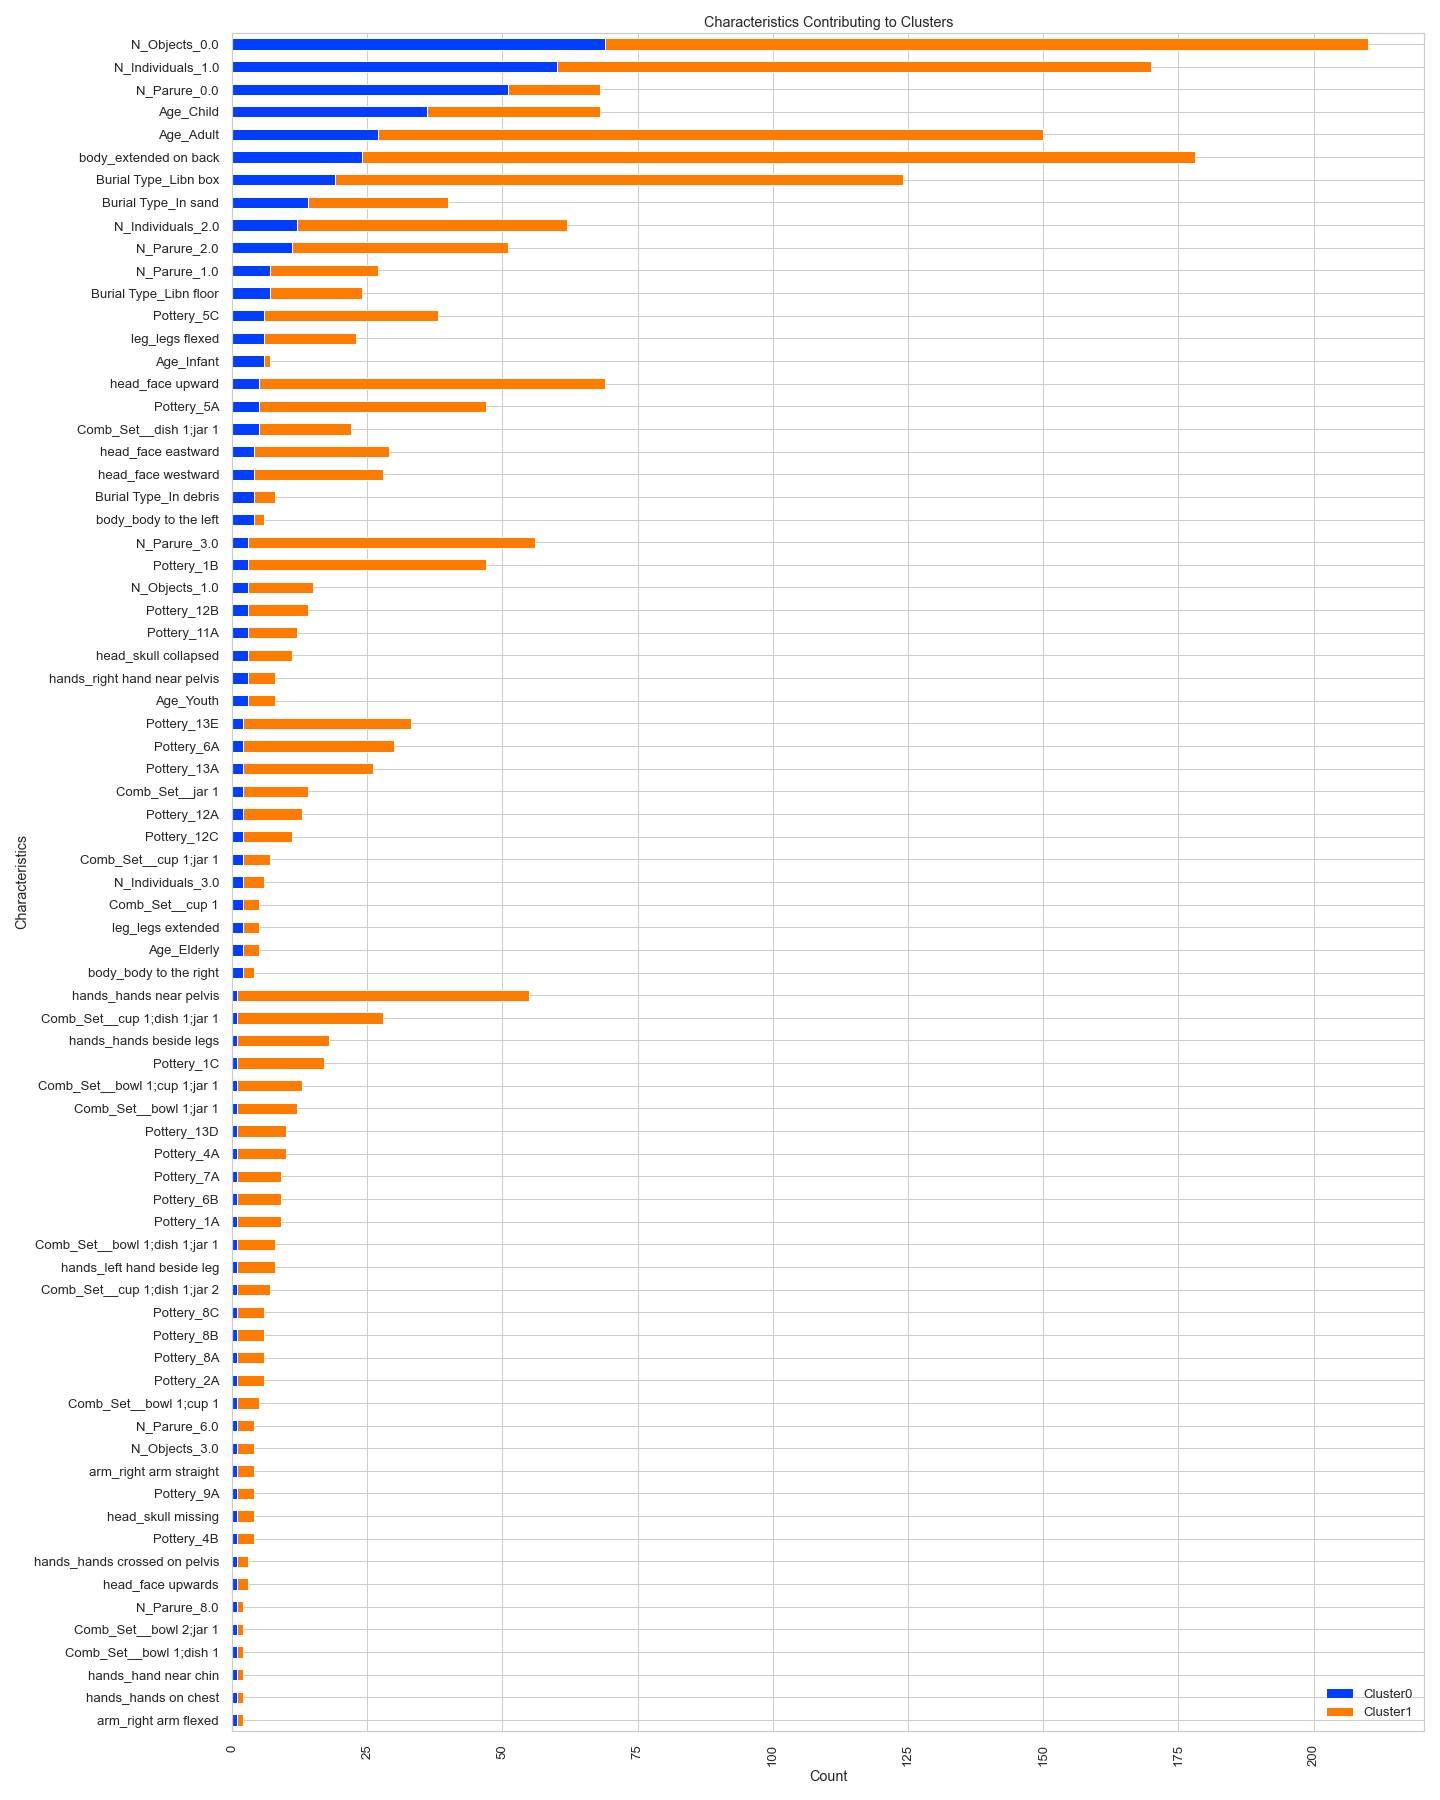 Characteristics Contributing to Clusters
N_Objects_0.0
N_Individuals_1.0
N_Parure_0.0
Age_Child
Age_Adult
body_extended on back
Burial Type_Libn box
Burial Type_In sand
N_Individuals_2.0
N_Parure_2.0
N_Parure_1.0
Burial Type_Libn floor
Pottery_5C
leg_legs flexed
Age_Infant
head_face upward
Pottery_5A
Comb_Set__dish 1;jar 1
head_face eastward
head_face westward
Burial Type_In debris
body_body to the left
N_Parure_3.0
Pottery_1B
N_Objects_1.0
Pottery_12B
Pottery_11A
head_skull collapsed
hands_right hand near pelvis
Age_Youth
Pottery_13E
Pottery_6A
Pottery_13A
Comb_Set__jar 1
Pottery_12A
Pottery_12C
Comb_Set__cup 1;jar 1
N_Individuals_3.0
Comb_Set__cup 1
leg_legs extended
Age_Elderly
body_body to the right
hands_hands near pelvis
Comb_Set__cup 1;dish 1;jar 1
hands_hands beside legs
Pottery_1C
Comb_Set__bowl 1;cup 1;jar 1
Comb_Set__bowl 1;jar 1
Pottery_13D
Pottery_4A
Pottery_7A
Pottery_6B
Pottery_1A
Comb_Set__bowl 1;dish 1;jar 1
hands_left hand beside leg
Comb_Set__cup 1;dish 1;jar 2
Pottery_8C
Pottery_8B
Pottery_8A
Pottery_2A
Comb_Set__bowl 1;cup 1
N_Parure_6.0
N_Objects_3.0
arm_right arm straight
Pottery_9A
head_skull missing
Pottery_4B
hands_hands crossed on pelvis
head_face upwards
N_Parure_8.0
Comb_Set__bowl 2;jar 1
Comb_Set__bowl 1;dish 1
hands_hand near chin
hands_hands on chest
arm_right arm flexed
Characteristics
Cluster0
Cluster1
0 25 50 75 100 125 150 175 200
Count